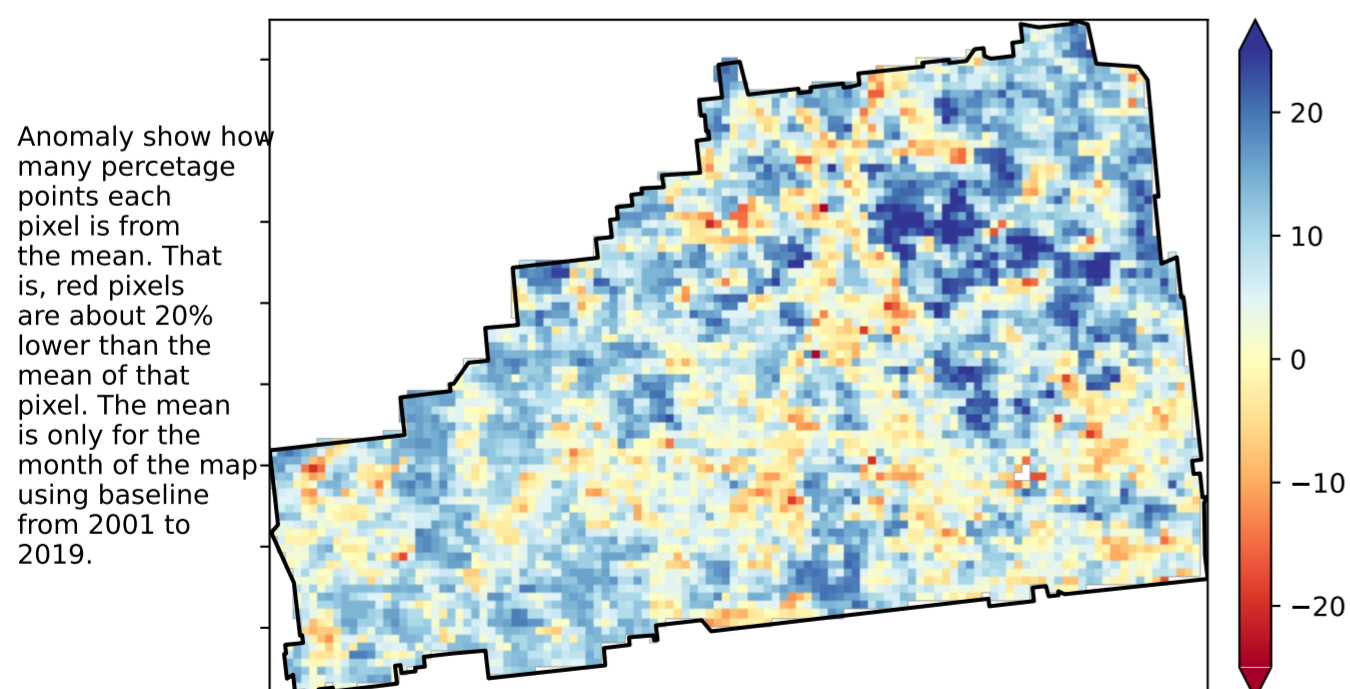 Anomaly show how
many percetage
points each
pixel is from
the mean. That
is, red pixels
are about 20%
lower than the
mean of that
pixel. The mean
is only for the
month of the map
using baseline
from 2001 to
2019.
20
10
0
−10
−20